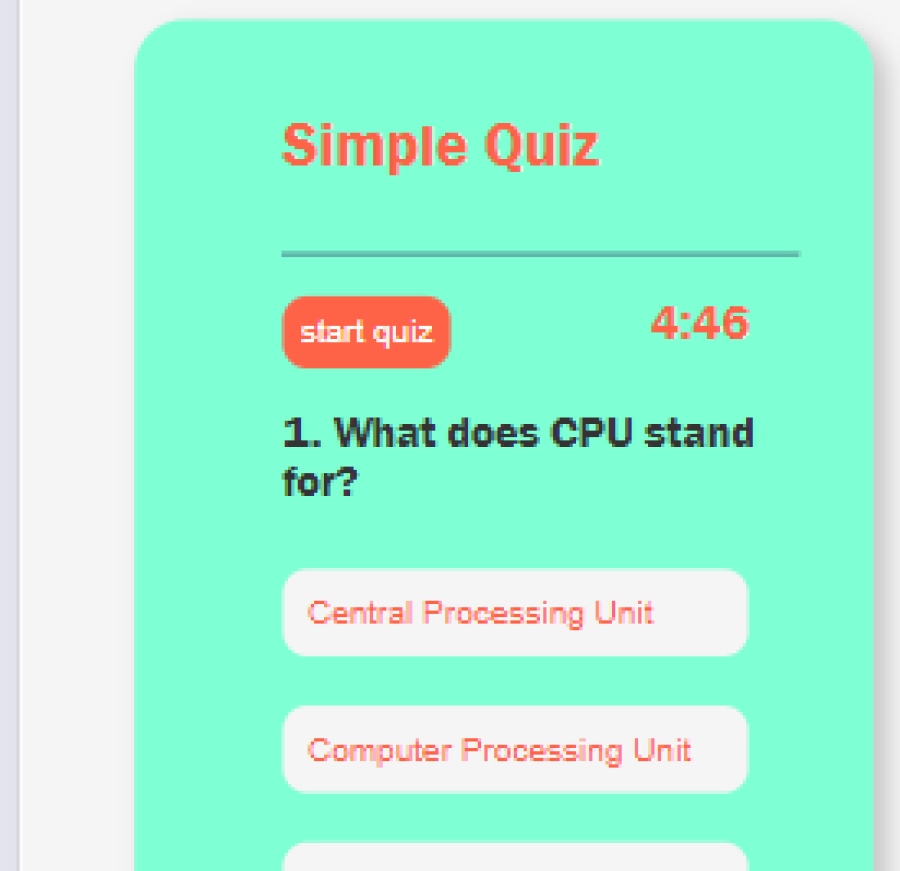 Simple Quiz
start quiz
4:46
1. What does CPU stand
for?
Central Processing Unit
Computer Processing Unit